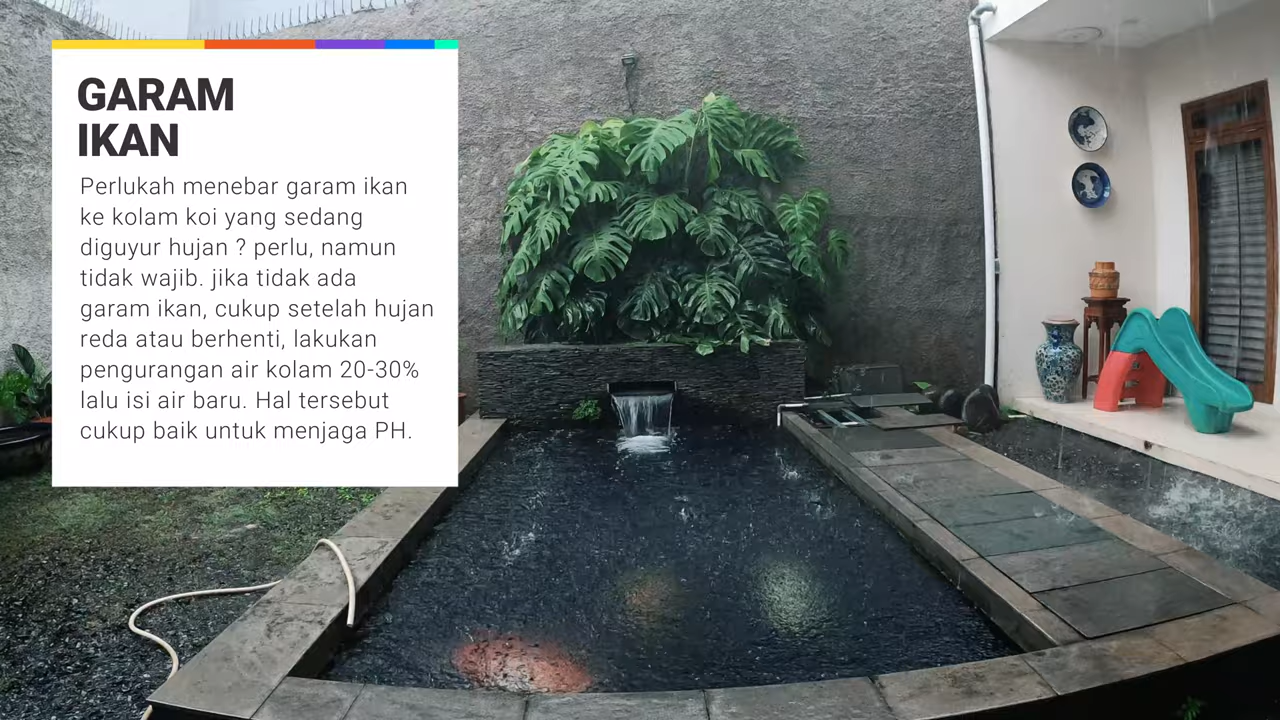 GARAM
IKAN
Perlukah menebar garam ikan
ke kolam koi yang sedang
diguyur hujan ? perlu, namun
tidak wajib. jika tidak ada
garam ikan, cukup setelah hujan
reda atau berhenti, lakukan
pengurangan air kolam 20-30%
lalu isi air baru. Hal tersebut
cukup baik untuk menjaga PH.